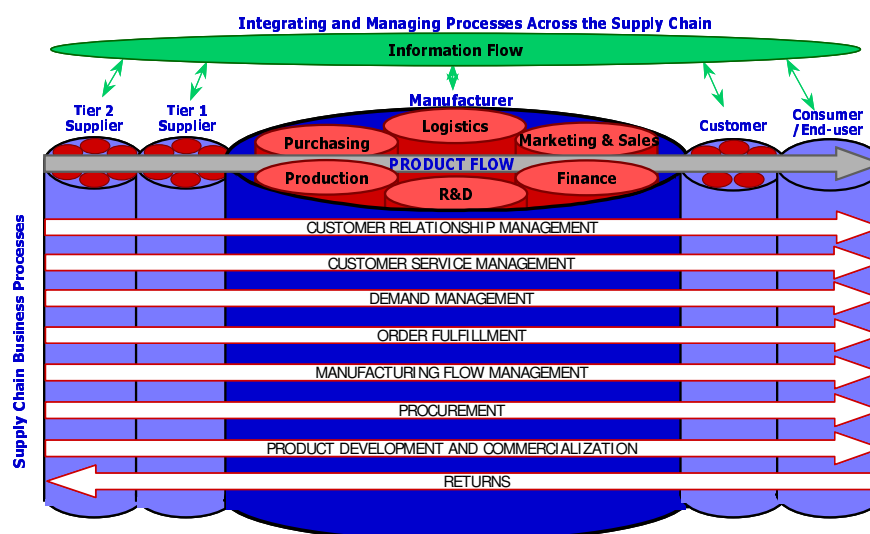 Integrating and Managing Processes Across the Supply Chain
Information Flow
Tier 2
Supplier
Tier 1
Supplier
Manufacturer
Customer
Consumer
/End-user
Purchasing
Logistics
Marketing & Sales
PRODUCT FLOW
Production
R&D
Finance
Supply Chain Business Processes
CUSTOMER RELATIONSHIP MANAGEMENT
CUSTOMER SERVICE MANAGEMENT
DEMAND MANAGEMENT
ORDER FULFILLMENT
MANUFACTURING FLOW MANAGEMENT
PROCUREMENT
PRODUCT DEVELOPMENT AND COMMERCIALIZATION
RETURNS